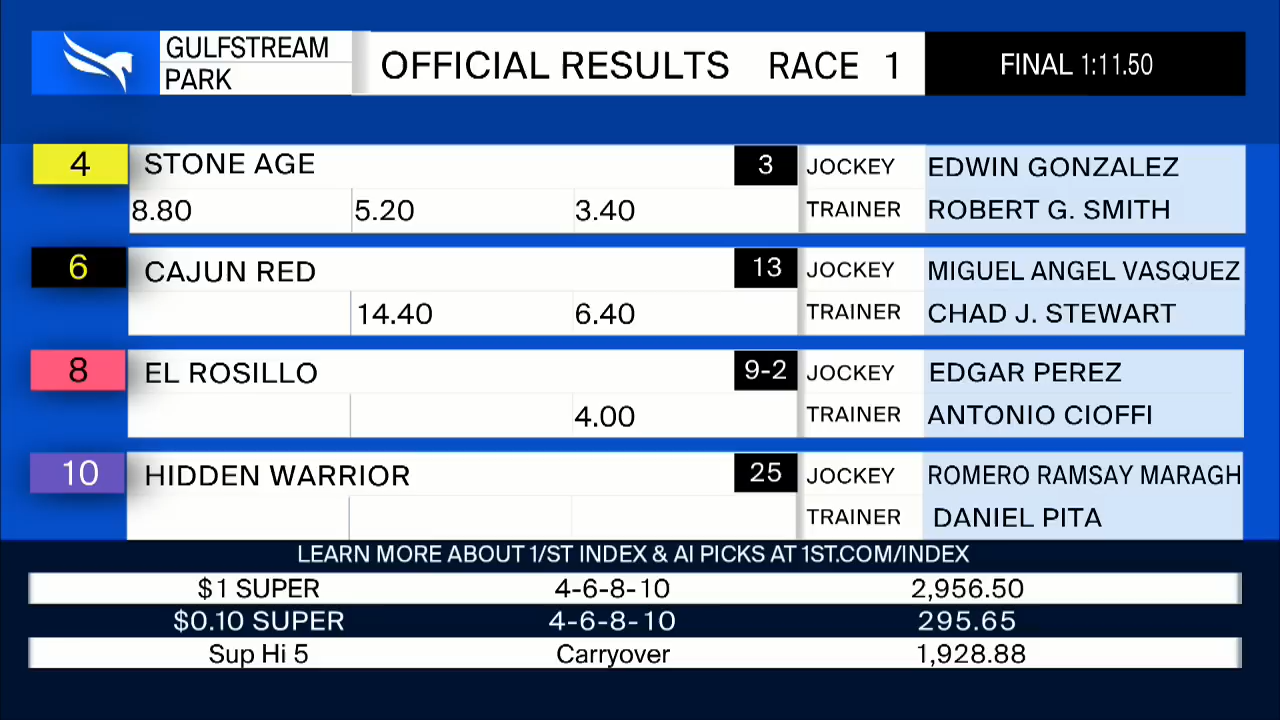 GULFSTREAM
PARK
OFFICIAL RESULTS RACE 1
FINAL 1:11.50
4 STONE AGE 3 JOCKEY EDWIN GONZALEZ
8.80 5.20 3.40 TRAINER ROBERT G. SMITH
6 CAJUN RED 13 JOCKEY MIGUEL ANGEL VASQUEZ
14.40 6.40 TRAINER CHAD J. STEWART
8 EL ROSILLO 9-2 JOCKEY EDGAR PEREZ
4.00 TRAINER ANTONIO CIOFFI
10 HIDDEN WARRIOR 25 JOCKEY ROMERO RAMSAY MARAGH
TRAINER DANIEL PITA
LEARN MORE ABOUT 1/ST INDEX & AI PICKS AT 1ST.COM/INDEX
$1 SUPER 4-6-8-10 2,956.50
$0.10 SUPER 4-6-8-10 295.65
Sup Hi 5 Carryover 1,928.88